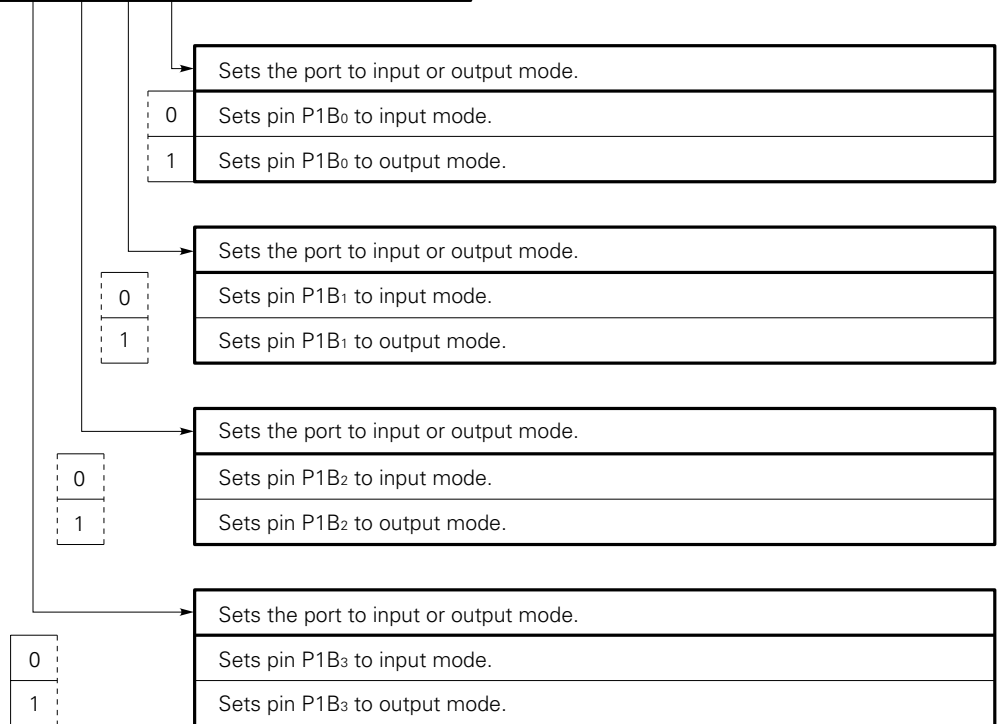 Sets the port to input or output mode.
0 Sets pin P1B₀ to input mode.
1 Sets pin P1B₀ to output mode.
Sets the port to input or output mode.
0 Sets pin P1B₁ to input mode.
1 Sets pin P1B₁ to output mode.
Sets the port to input or output mode.
0 Sets pin P1B₂ to input mode.
1 Sets pin P1B₂ to output mode.
Sets the port to input or output mode.
0 Sets pin P1B₃ to input mode.
1 Sets pin P1B₃ to output mode.